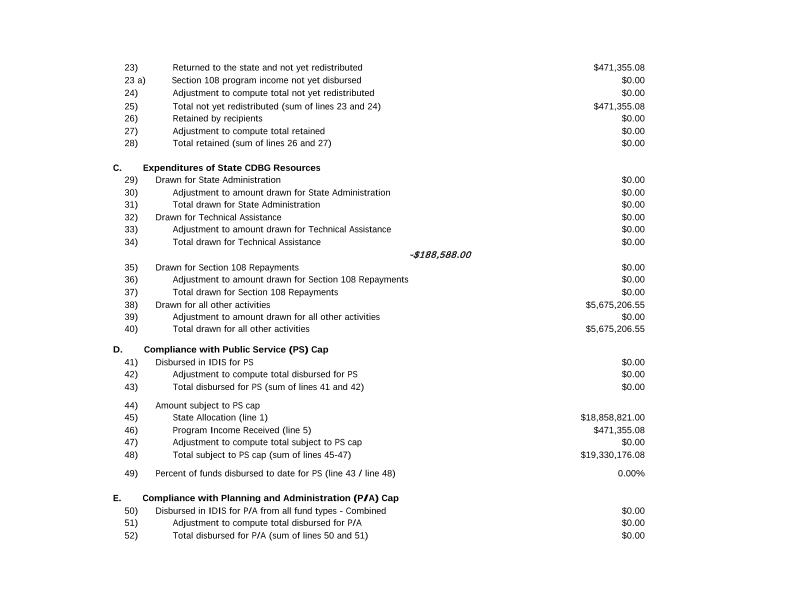 23) Returned to the state and not yet redistributed $471,355.08
23 a) Section 108 program income not yet disbursed $0.00
24) Adjustment to compute total not yet redistributed $0.00
25) Total not yet redistributed (sum of lines 23 and 24) $471,355.08
26) Retained by recipients $0.00
27) Adjustment to compute total retained $0.00
28) Total retained (sum of lines 26 and 27) $0.00
C. Expenditures of State CDBG Resources
29) Drawn for State Administration $0.00
30) Adjustment to amount drawn for State Administration $0.00
31) Total drawn for State Administration $0.00
32) Drawn for Technical Assistance $0.00
33) Adjustment to amount drawn for Technical Assistance $0.00
34) Total drawn for Technical Assistance $0.00
-$188,588.00
35) Drawn for Section 108 Repayments $0.00
36) Adjustment to amount drawn for Section 108 Repayments $0.00
37) Total drawn for Section 108 Repayments $0.00
38) Drawn for all other activities $5,675,206.55
39) Adjustment to amount drawn for all other activities $0.00
40) Total drawn for all other activities $5,675,206.55
D. Compliance with Public Service (PS) Cap
41) Disbursed in IDIS for PS $0.00
42) Adjustment to compute total disbursed for PS $0.00
43) Total disbursed for PS (sum of lines 41 and 42) $0.00
44) Amount subject to PS cap
45) State Allocation (line 1) $18,858,821.00
46) Program Income Received (line 5) $471,355.08
47) Adjustment to compute total subject to PS cap $0.00
48) Total subject to PS cap (sum of lines 45-47) $19,330,176.08
49) Percent of funds disbursed to date for PS (line 43 / line 48) 0.00%
E. Compliance with Planning and Administration (P/A) Cap
50) Disbursed in IDIS for P/A from all fund types - Combined $0.00
51) Adjustment to compute total disbursed for P/A $0.00
52) Total disbursed for P/A (sum of lines 50 and 51) $0.00